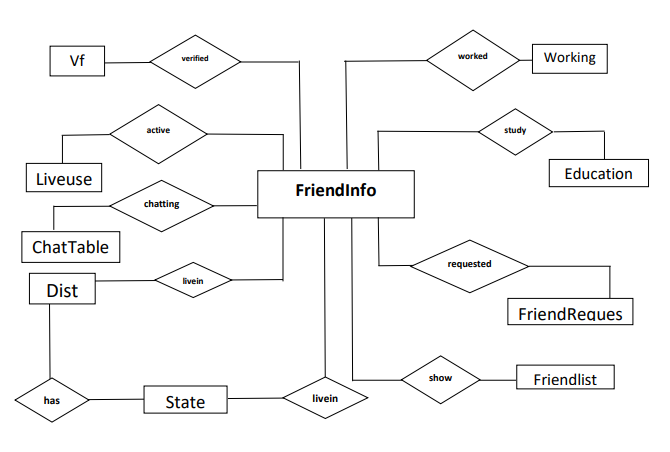 verified
worked
Vf
Working
active
study
Liveuse
Education
FriendInfo
chatting
ChatTable
requested
livein
Dist
FriendReques
show
Friendlist
has
State
livein